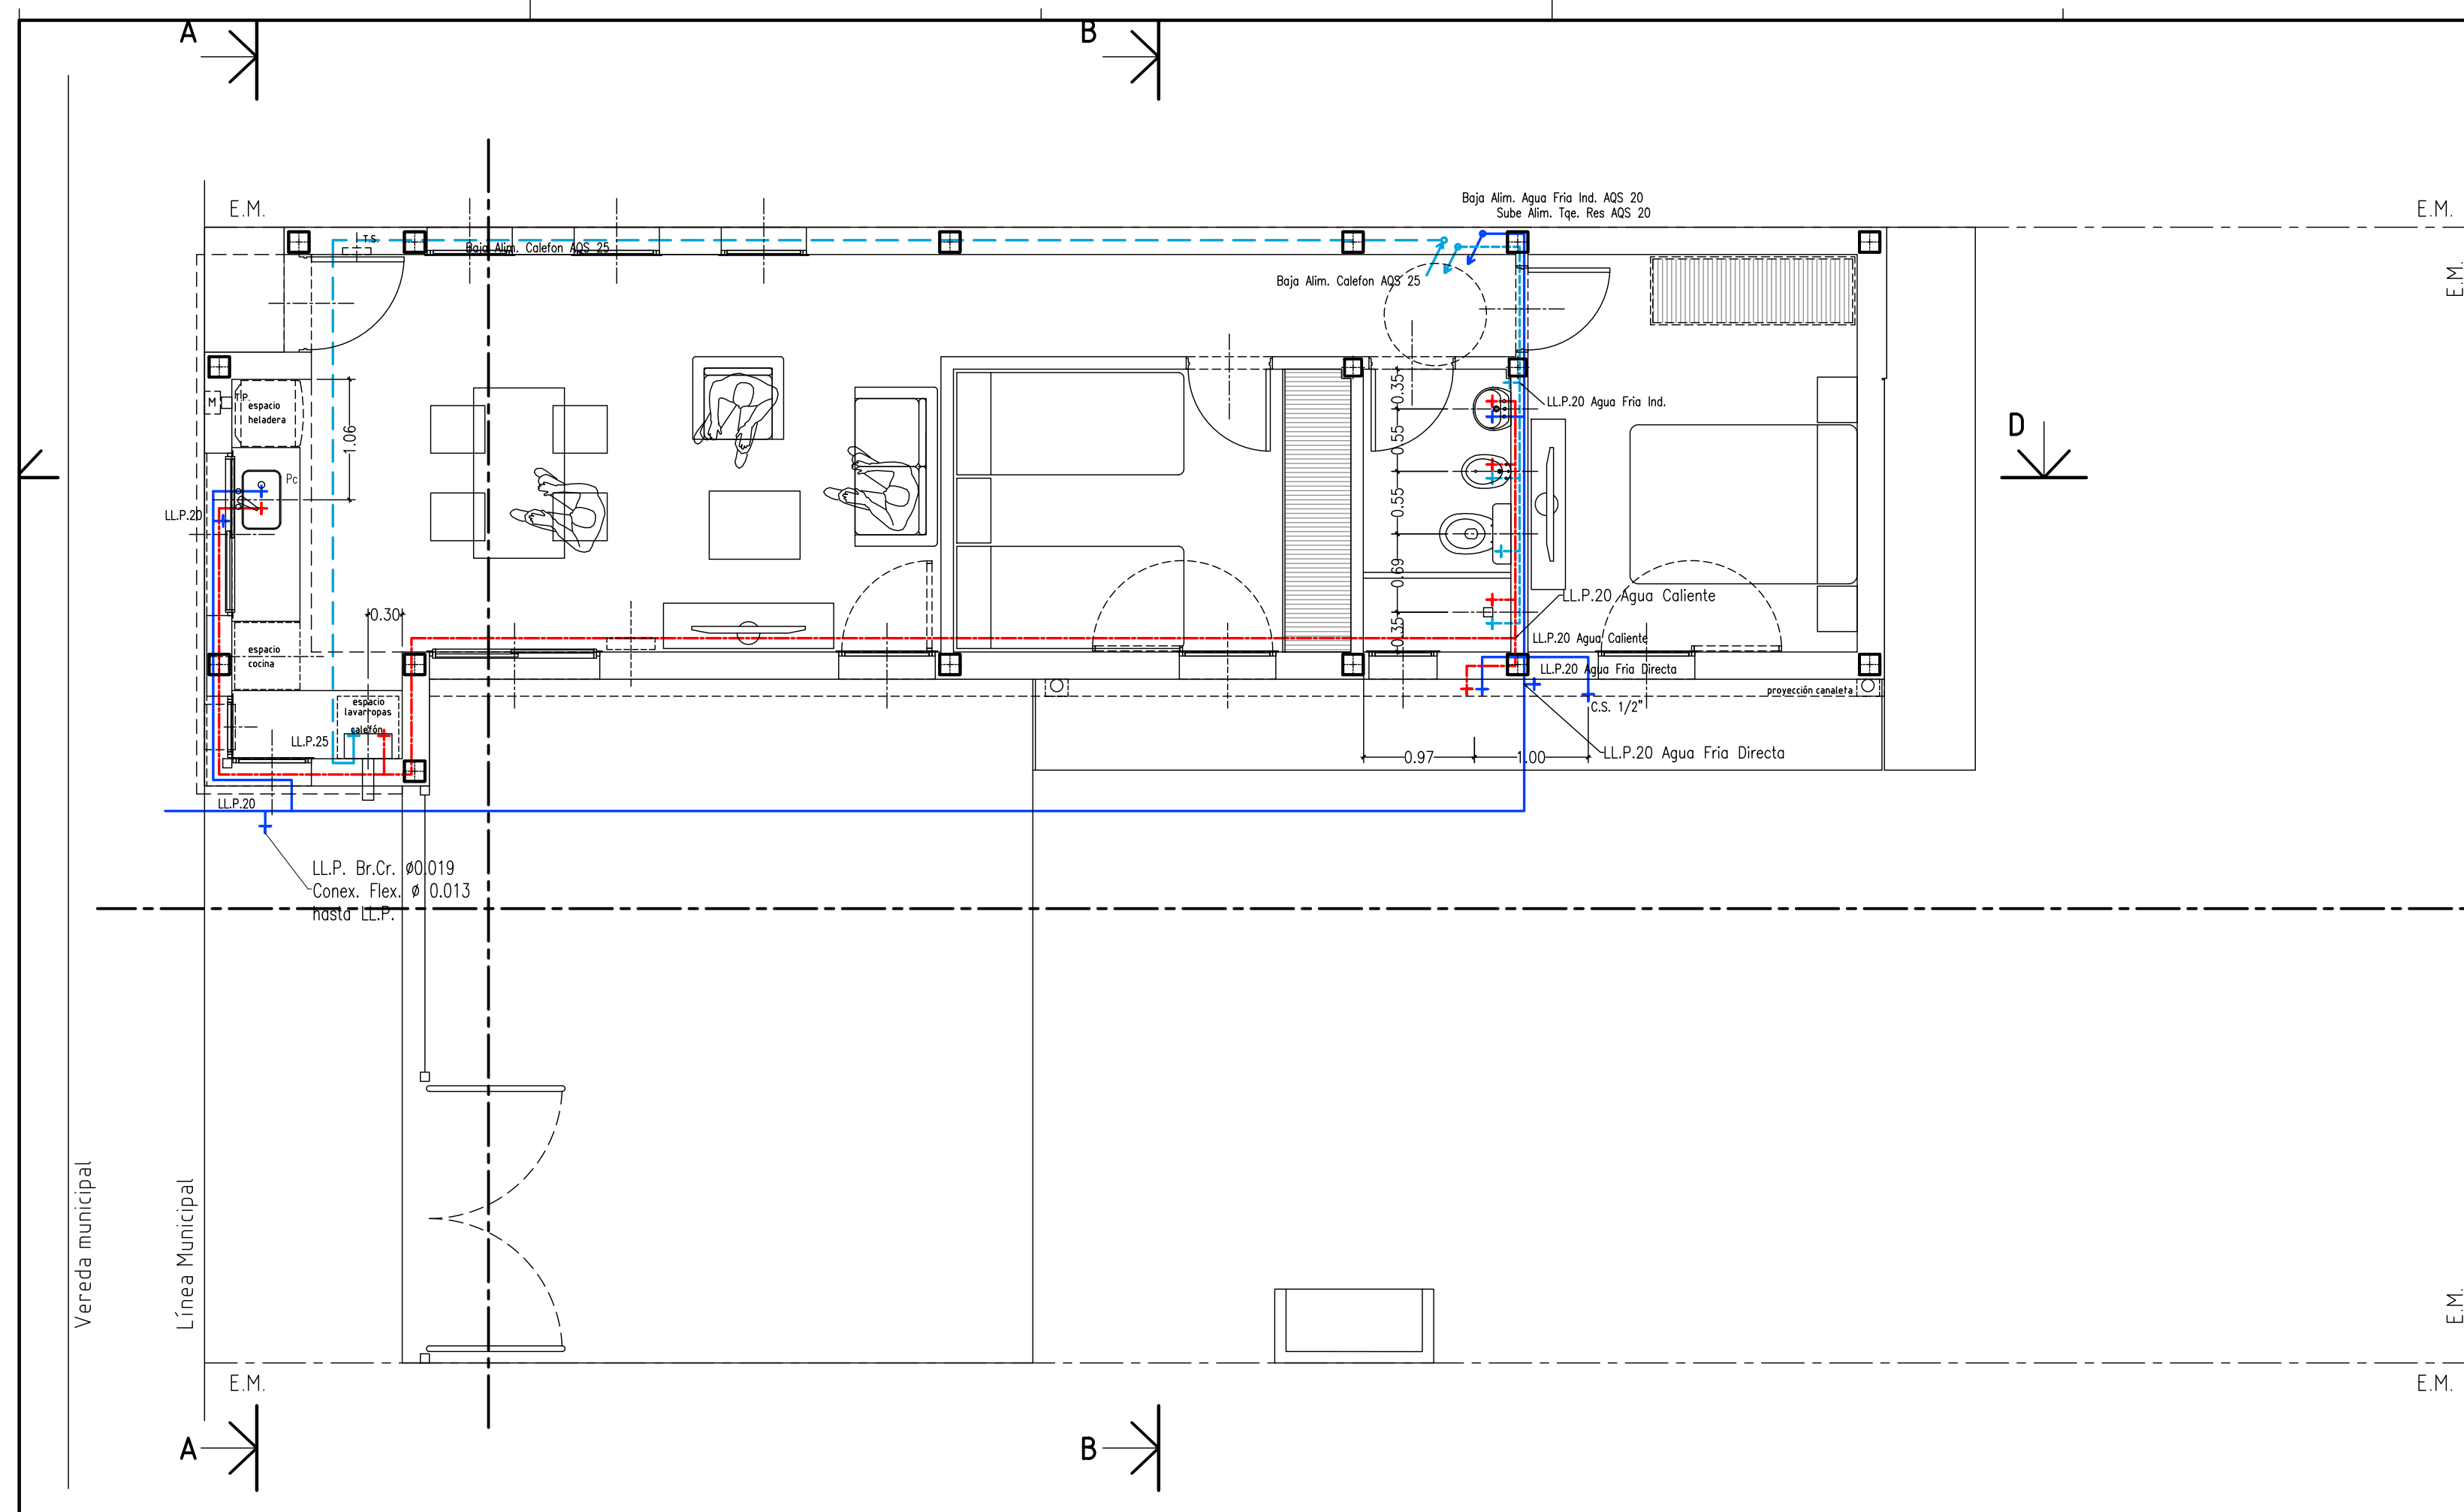 A
B
Baja Alim. Agua Fria Ind. AQS 20
Sube Alim. Tqe. Res AQS 20
E.M.
E.M.
T.S.
Baja Alim. Calefon AQS 25
E.M.
Baja Alim. Calefon AQS 25
0.35
M
T.P.
espacio
heladera
LL.P.20 Agua Fria Ind.
D
1.06
0.55
Pc
0.55
LL.P.20
0.69
LL.P.20 Agua Caliente
0.30
0.35
LL.P.20 Agua Caliente
espacio
cocina
LL.P.20 Agua Fria Directa
proyección canaleta
espacio
lavarropas
C.S. 1/2"
calefón
LL.P.25
0.97
1.00
LL.P.20 Agua Fria Directa
LL.P.20
LL.P. Br.Cr. ø0.019
Conex. Flex. ø 0.013
hasta LL.P.
Vereda municipal
Línea Municipal
E.M.
E.M.
E.M.
A
B